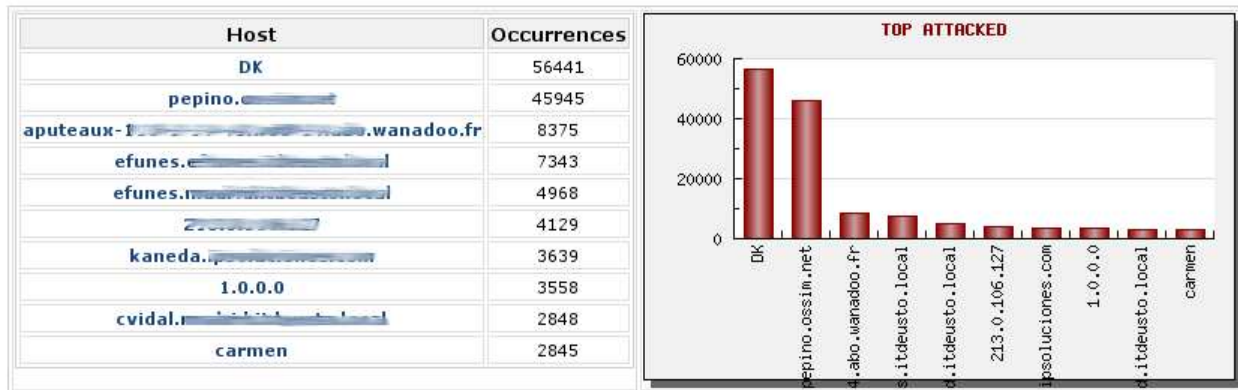 Host Occurrences
DK 56441
pepino. 45945
aputeaux-1 .wanadoo.fr 8375
efunes. 7343
efunes. 4968
4129
kaneda. 3639
1.0.0.0 3558
cvidal. 2848
carmen 2845
TOP ATTACKED
60000
40000
20000
0
DK
pepino.ossim.net
4.abo.wanadoo.fr
s.itdeusto.local
d.itdeusto.local
213.0.106.127
ipsoluciones.com
1.0.0.0
d.itdeusto.local
carmen